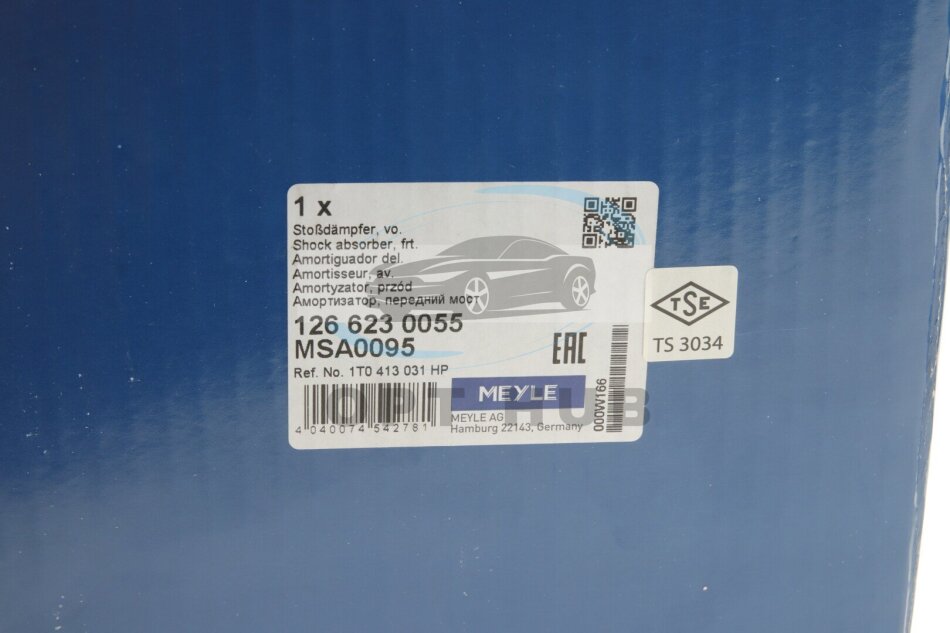 1 x
Stoßdämpfer, vo.
Shock absorber, frt.
Amortiguador del.
Amortisseur, av.
Amortyzator, przód
Амортизатор, передний мост
126 623 0055
MSA0095
Ref. No. 1T0 413 031 HP
4 040074 542781
EAC
MEYLE
MEYLE AG
Hamburg 22143, Germany
000W166
TSE
TS 3034
OPT HUB